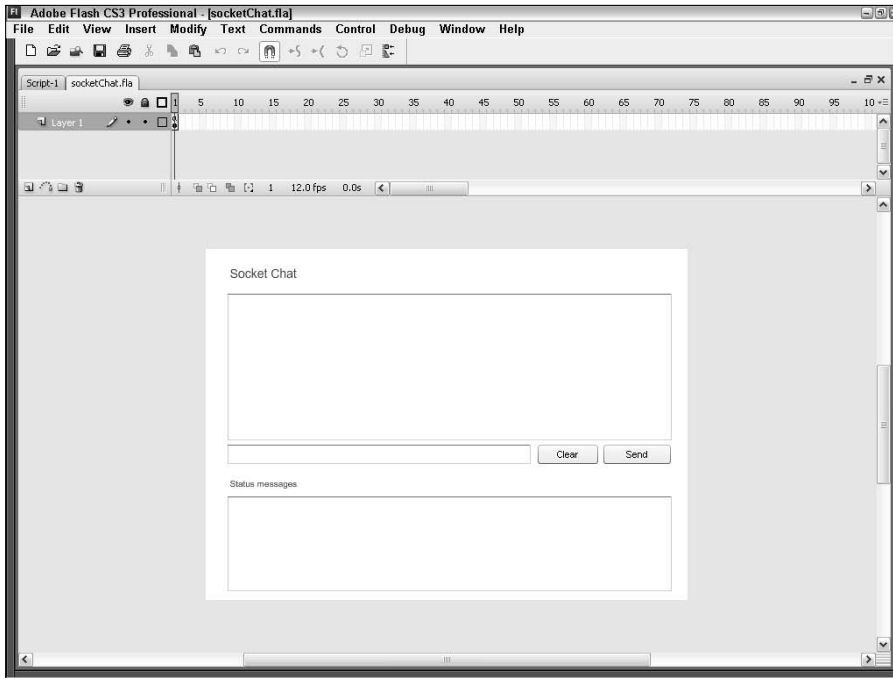 Fl Adobe Flash CS3 Professional - [socketChat.fla]
File Edit View Insert Modify Text Commands Control Debug Window Help
Script-1 socketChat.fla
1 5 10 15 20 25 30 35 40 45 50 55 60 65 70 75 80 85 90 95 10
Layer 1
1 12.0 fps 0.0s
Socket Chat
Clear Send
Status messages